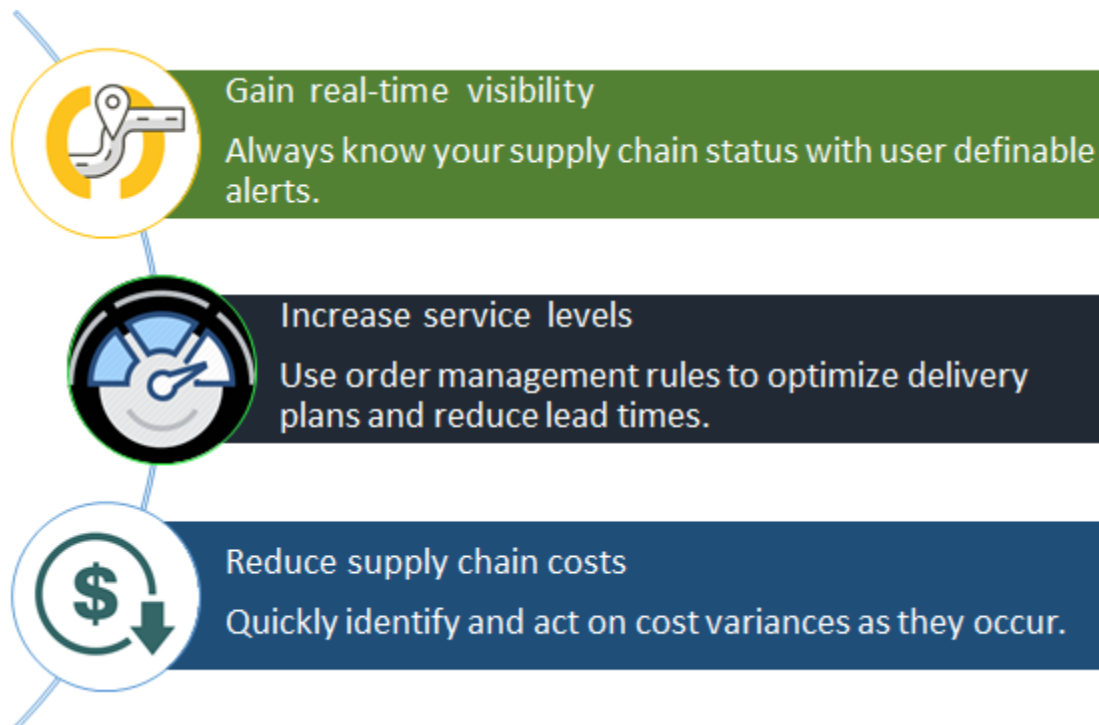 Gain real-time visibility
Always know your supply chain status with user definable
alerts.
Increase service levels
Use order management rules to optimize delivery
plans and reduce lead times.
$
Reduce supply chain costs
Quickly identify and act on cost variances as they occur.